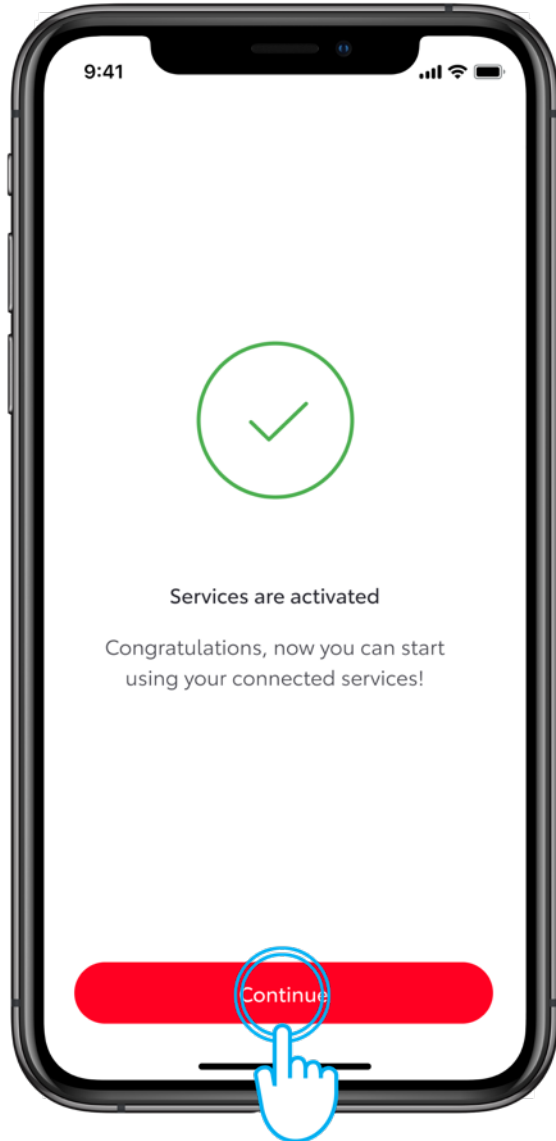 9:41
Services are activated
Congratulations, now you can start
using your connected services!
Continue